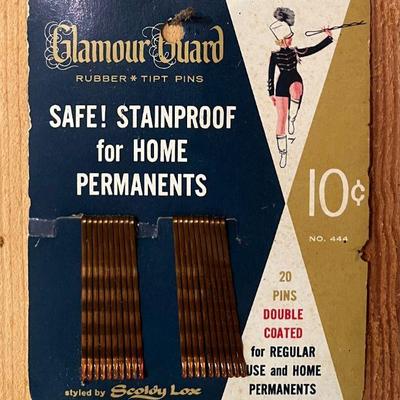 Glamour Guard
RUBBER * TIPT PINS
SAFE! STAINPROOF
for HOME
PERMANENTS
10¢
NO. 444
20
PINS
DOUBLE
COATED
for REGULAR
USE and HOME
PERMANENTS
styled by Scoldy Lox